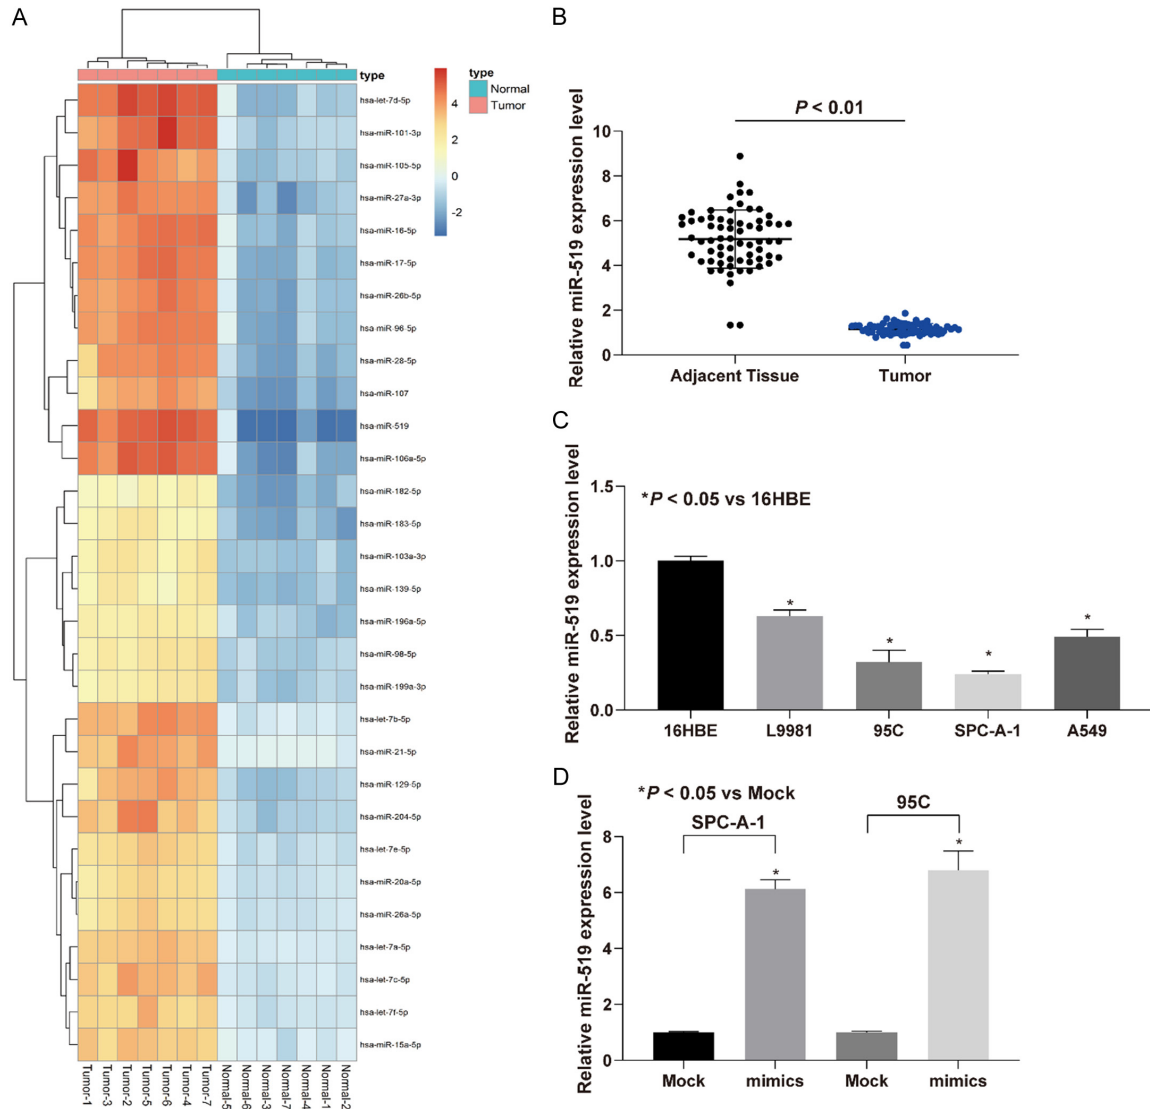 A
type
type
Normal
Tumor
4
2
0
-2
hsa-let-7d-5p
hsa-miR-101-3p
hsa-miR-105-5p
hsa-miR-27a-3p
hsa-miR-16-5p
hsa-miR-17-5p
hsa-miR-26b-5p
hsa-miR-96-5p
hsa-miR-28-5p
hsa-miR-107
hsa-miR-519
hsa-miR-106a-5p
hsa-miR-182-5p
hsa-miR-183-5p
hsa-miR-103a-3p
hsa-miR-139-5p
hsa-miR-196a-5p
hsa-miR-98-5p
hsa-miR-199a-3p
hsa-let-7b-5p
hsa-miR-21-5p
hsa-miR-129-5p
hsa-miR-204-5p
hsa-let-7e-5p
hsa-miR-20a-5p
hsa-miR-26a-5p
hsa-let-7a-5p
hsa-let-7c-5p
hsa-let-7f-5p
hsa-miR-15a-5p
Tumor-1
Tumor-3
Tumor-2
Tumor-5
Tumor-6
Tumor-4
Tumor-7
Normal-5
Normal-6
Normal-3
Normal-7
Normal-4
Normal-1
Normal-2
B
P < 0.01
Relative miR-519 expression level
10
8
6
4
2
0
Adjacent Tissue
Tumor
C
*P < 0.05 vs 16HBE
Relative miR-519 expression level
1.5
1.0
0.5
0.0
*
*
*
*
16HBE
L9981
95C
SPC-A-1
A549
D
*P < 0.05 vs Mock
SPC-A-1
95C
Relative miR-519 expression level
8
6
4
2
0
*
*
Mock
mimics
Mock
mimics